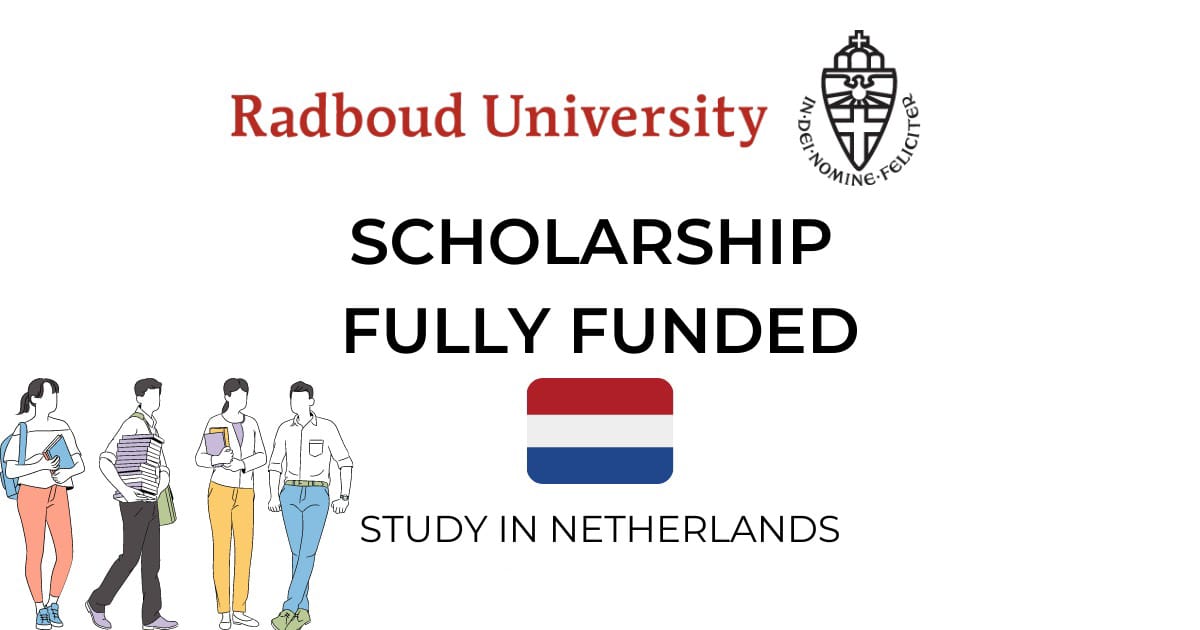 Radboud University
IN·DEI·NOMINE·FELICITER
SCHOLARSHIP
FULLY FUNDED
STUDY IN NETHERLANDS